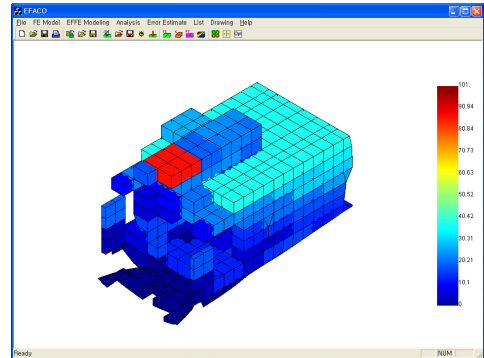 EFACO
File FE Model EFFE Modeling Analysis Error Estimate List Drawing Help
101.
90.94
80.84
70.73
60.63
50.52
40.42
30.31
20.21
10.1
0.
Ready
NUM